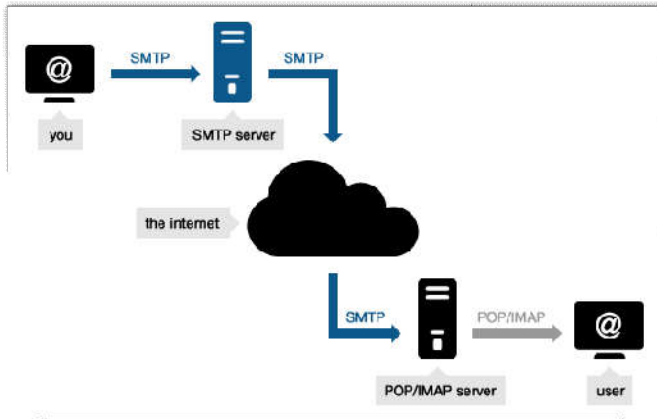 SMTP
SMTP
@
you
SMTP server
the internet
SMTP
POP/IMAP
@
POP/IMAP server
user